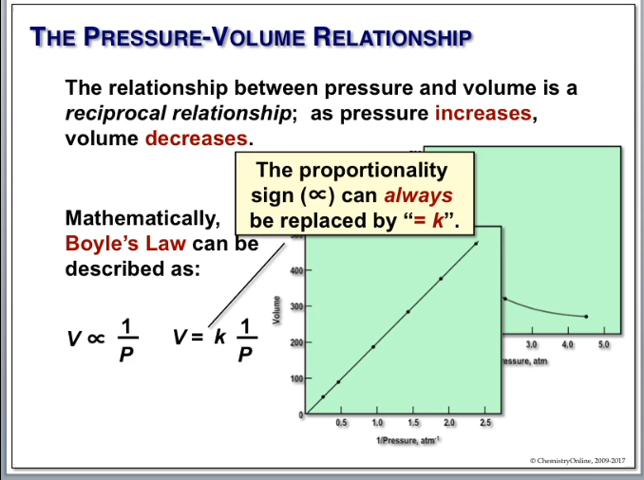 THE PRESSURE-VOLUME RELATIONSHIP
The relationship between pressure and volume is a
reciprocal relationship; as pressure increases,
volume decreases.
The proportionality
sign (∝) can always
be replaced by “= k”.
Mathematically,
Boyle’s Law can be
described as:
V ∝ 1/P
V = k 1/P
Volume
400
300
200
100
0
0.5 1.0 1.5 2.0 2.5
1/Pressure, atm⁻¹
3.0 4.0 5.0
essure, atm
© ChemistryOnline, 2009-2017